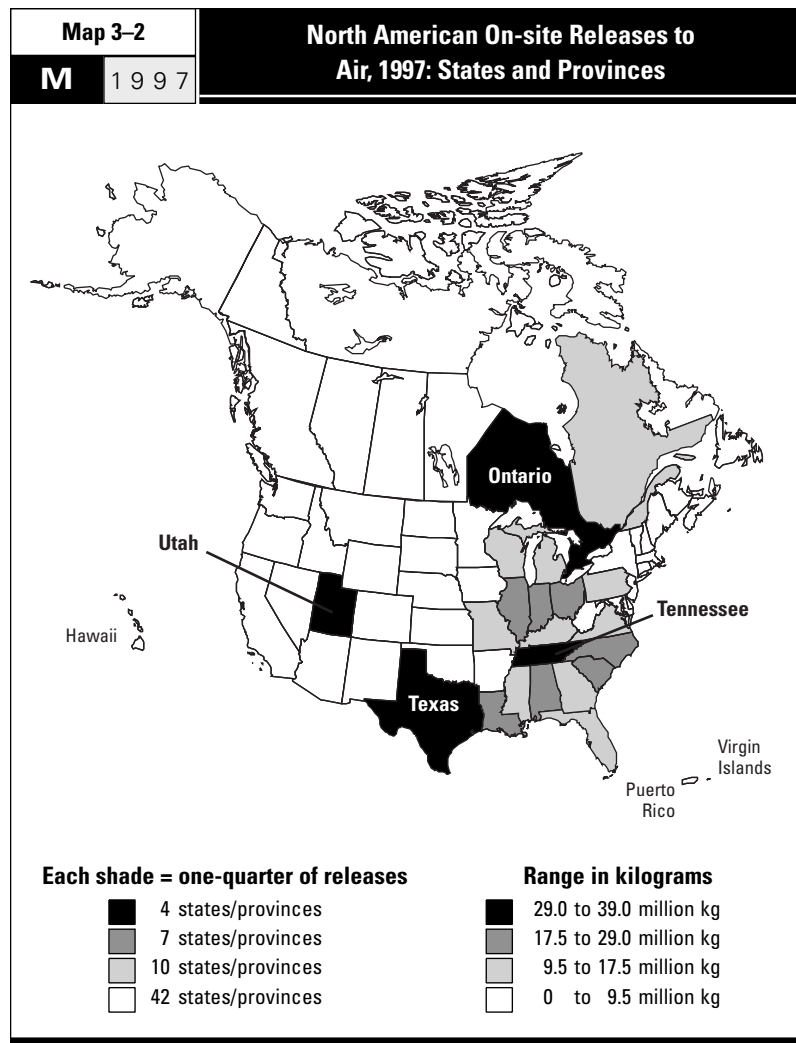 Map 3–2
M 1997
North American On-site Releases to
Air, 1997: States and Provinces
Ontario
Utah
Tennessee
Hawaii
Texas
Virgin
Islands
Puerto
Rico
Each shade = one-quarter of releases
4 states/provinces
7 states/provinces
10 states/provinces
42 states/provinces
Range in kilograms
29.0 to 39.0 million kg
17.5 to 29.0 million kg
9.5 to 17.5 million kg
0 to 9.5 million kg